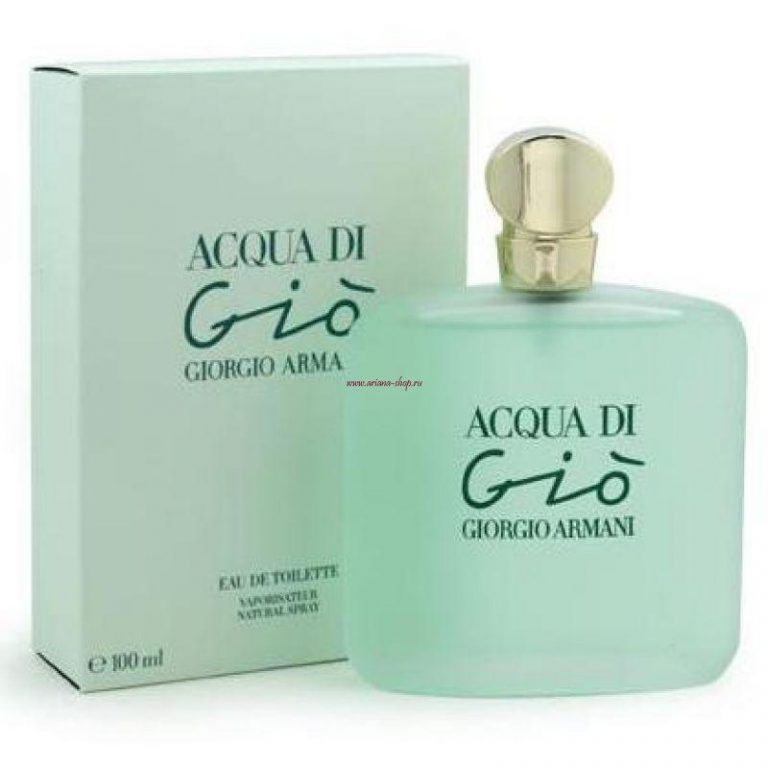 ACQUA DI
Giò
GIORGIO ARMA
EAU DE TOILETTE
VAPORISATEUR
NATURAL SPRAY
℮ 100 ml
www.ariana-shop.ru
ACQUA DI
Giò
GIORGIO ARMANI